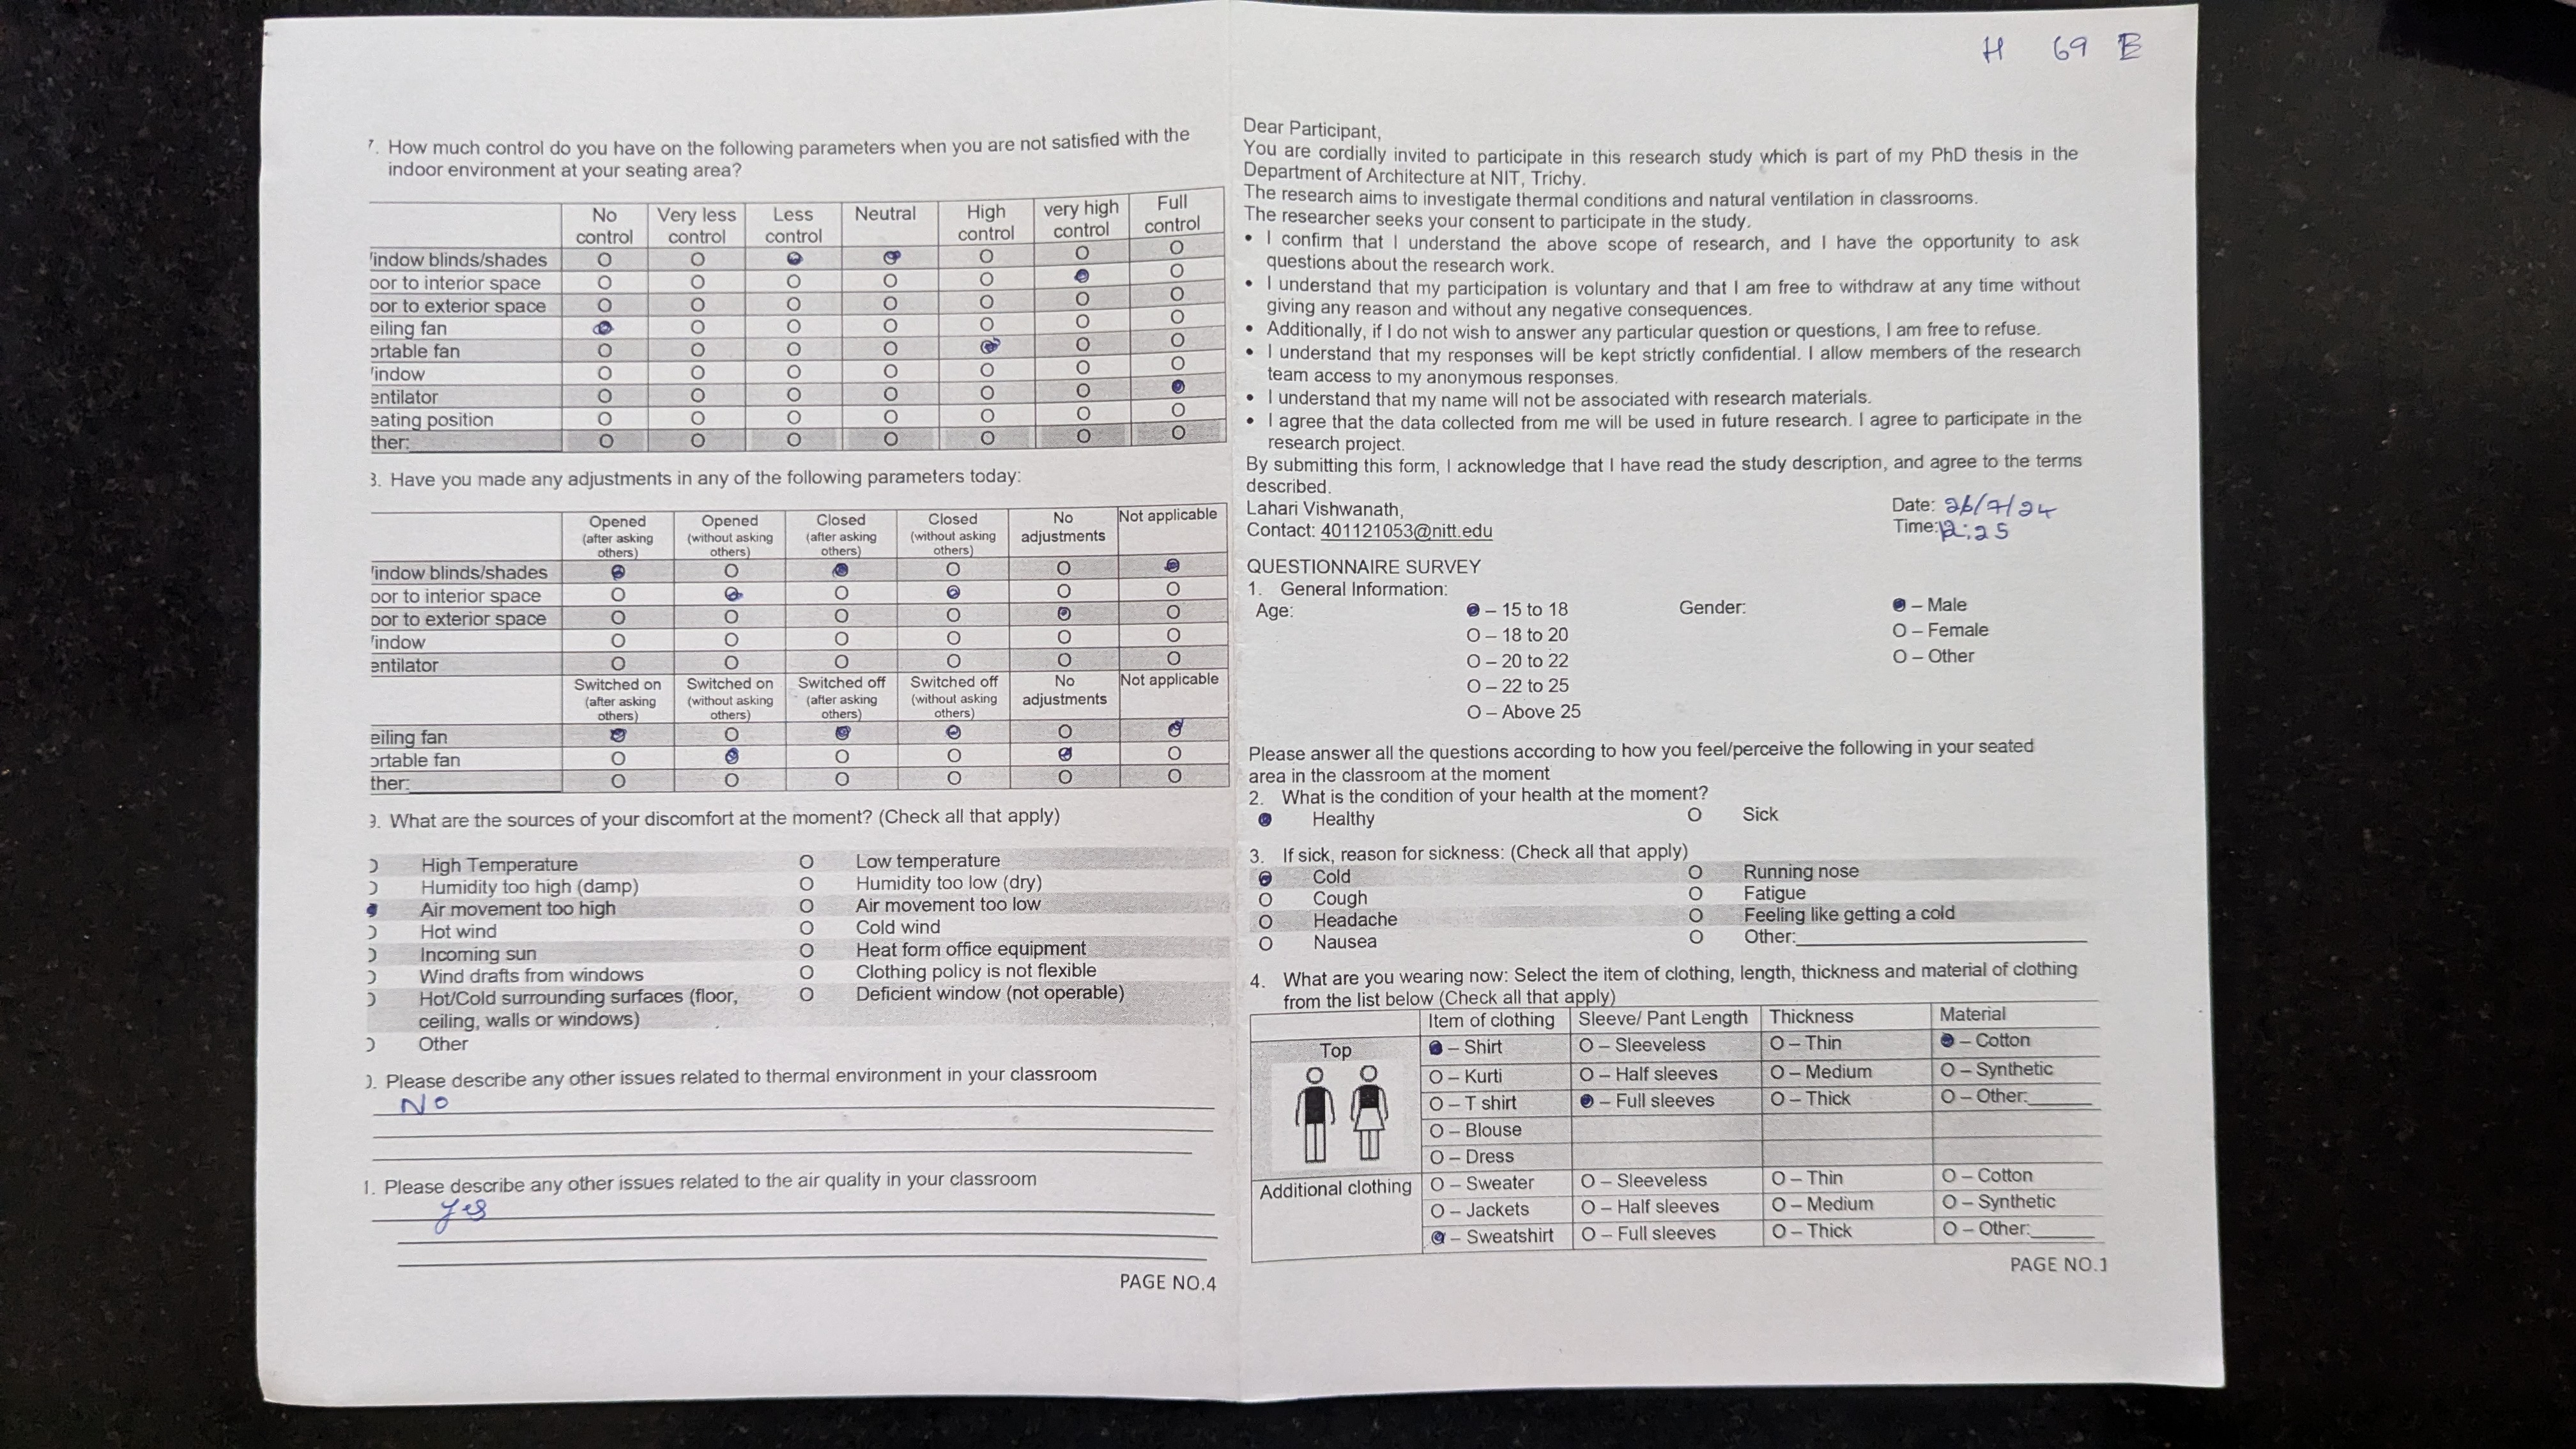 7. How much control do you have on the following parameters when you are not satisfied with the
indoor environment at your seating area?
No control Very less control Less control Neutral High control very high control Full control
indow blinds/shades O O ● ● O O O
oor to interior space O O O O O ● O
oor to exterior space O O O O O O O
eiling fan ● O O O O O O
ortable fan O O O O ● O O
indow O O O O O O O
entilator O O O O O O ●
eating position O O O O O O O
ther: O O O O O O O
3. Have you made any adjustments in any of the following parameters today:
Opened (after asking others) Opened (without asking others) Closed (after asking others) Closed (without asking others) No adjustments Not applicable
indow blinds/shades ● O ● O O ●
oor to interior space O ● O ● O O
oor to exterior space O O O O ● O
indow O O O O O O
entilator O O O O O O
Switched on (after asking others) Switched on (without asking others) Switched off (after asking others) Switched off (without asking others) No adjustments Not applicable
eiling fan ● O ● ● O ●
ortable fan O ● O O ● O
ther: O O O O O O
9. What are the sources of your discomfort at the moment? (Check all that apply)
O High Temperature O Low temperature
O Humidity too high (damp) O Humidity too low (dry)
● Air movement too high O Air movement too low
O Hot wind O Cold wind
O Incoming sun O Heat form office equipment
O Wind drafts from windows O Clothing policy is not flexible
O Hot/Cold surrounding surfaces (floor, O Deficient window (not operable)
ceiling, walls or windows)
O Other
). Please describe any other issues related to thermal environment in your classroom
No
1. Please describe any other issues related to the air quality in your classroom
yes
PAGE NO.4
H 69 E
Dear Participant,
You are cordially invited to participate in this research study which is part of my PhD thesis in the
Department of Architecture at NIT, Trichy.
The research aims to investigate thermal conditions and natural ventilation in classrooms.
The researcher seeks your consent to participate in the study.
• I confirm that I understand the above scope of research, and I have the opportunity to ask
questions about the research work.
• I understand that my participation is voluntary and that I am free to withdraw at any time without
giving any reason and without any negative consequences.
• Additionally, if I do not wish to answer any particular question or questions, I am free to refuse.
• I understand that my responses will be kept strictly confidential. I allow members of the research
team access to my anonymous responses.
• I understand that my name will not be associated with research materials.
• I agree that the data collected from me will be used in future research. I agree to participate in the
research project.
By submitting this form, I acknowledge that I have read the study description, and agree to the terms
described.
Lahari Vishwanath, Date: 26/7/24
Contact: 401121053@nitt.edu Time: 12:25
QUESTIONNAIRE SURVEY
1. General Information:
Age: ● – 15 to 18 Gender: ● – Male
O – 18 to 20 O – Female
O – 20 to 22 O – Other
O – 22 to 25
O – Above 25
Please answer all the questions according to how you feel/perceive the following in your seated
area in the classroom at the moment
2. What is the condition of your health at the moment?
● Healthy O Sick
3. If sick, reason for sickness: (Check all that apply)
● Cold O Running nose
O Cough O Fatigue
O Headache O Feeling like getting a cold
O Nausea O Other:
4. What are you wearing now: Select the item of clothing, length, thickness and material of clothing
from the list below (Check all that apply)
Item of clothing Sleeve/ Pant Length Thickness Material
Top ● – Shirt O – Sleeveless O – Thin ● – Cotton
O – Kurti O – Half sleeves O – Medium O – Synthetic
O – T shirt ● – Full sleeves O – Thick O – Other:
O – Blouse
O – Dress
Additional clothing O – Sweater O – Sleeveless O – Thin O – Cotton
O – Jackets O – Half sleeves O – Medium O – Synthetic
● – Sweatshirt O – Full sleeves O – Thick O – Other:
PAGE NO.1